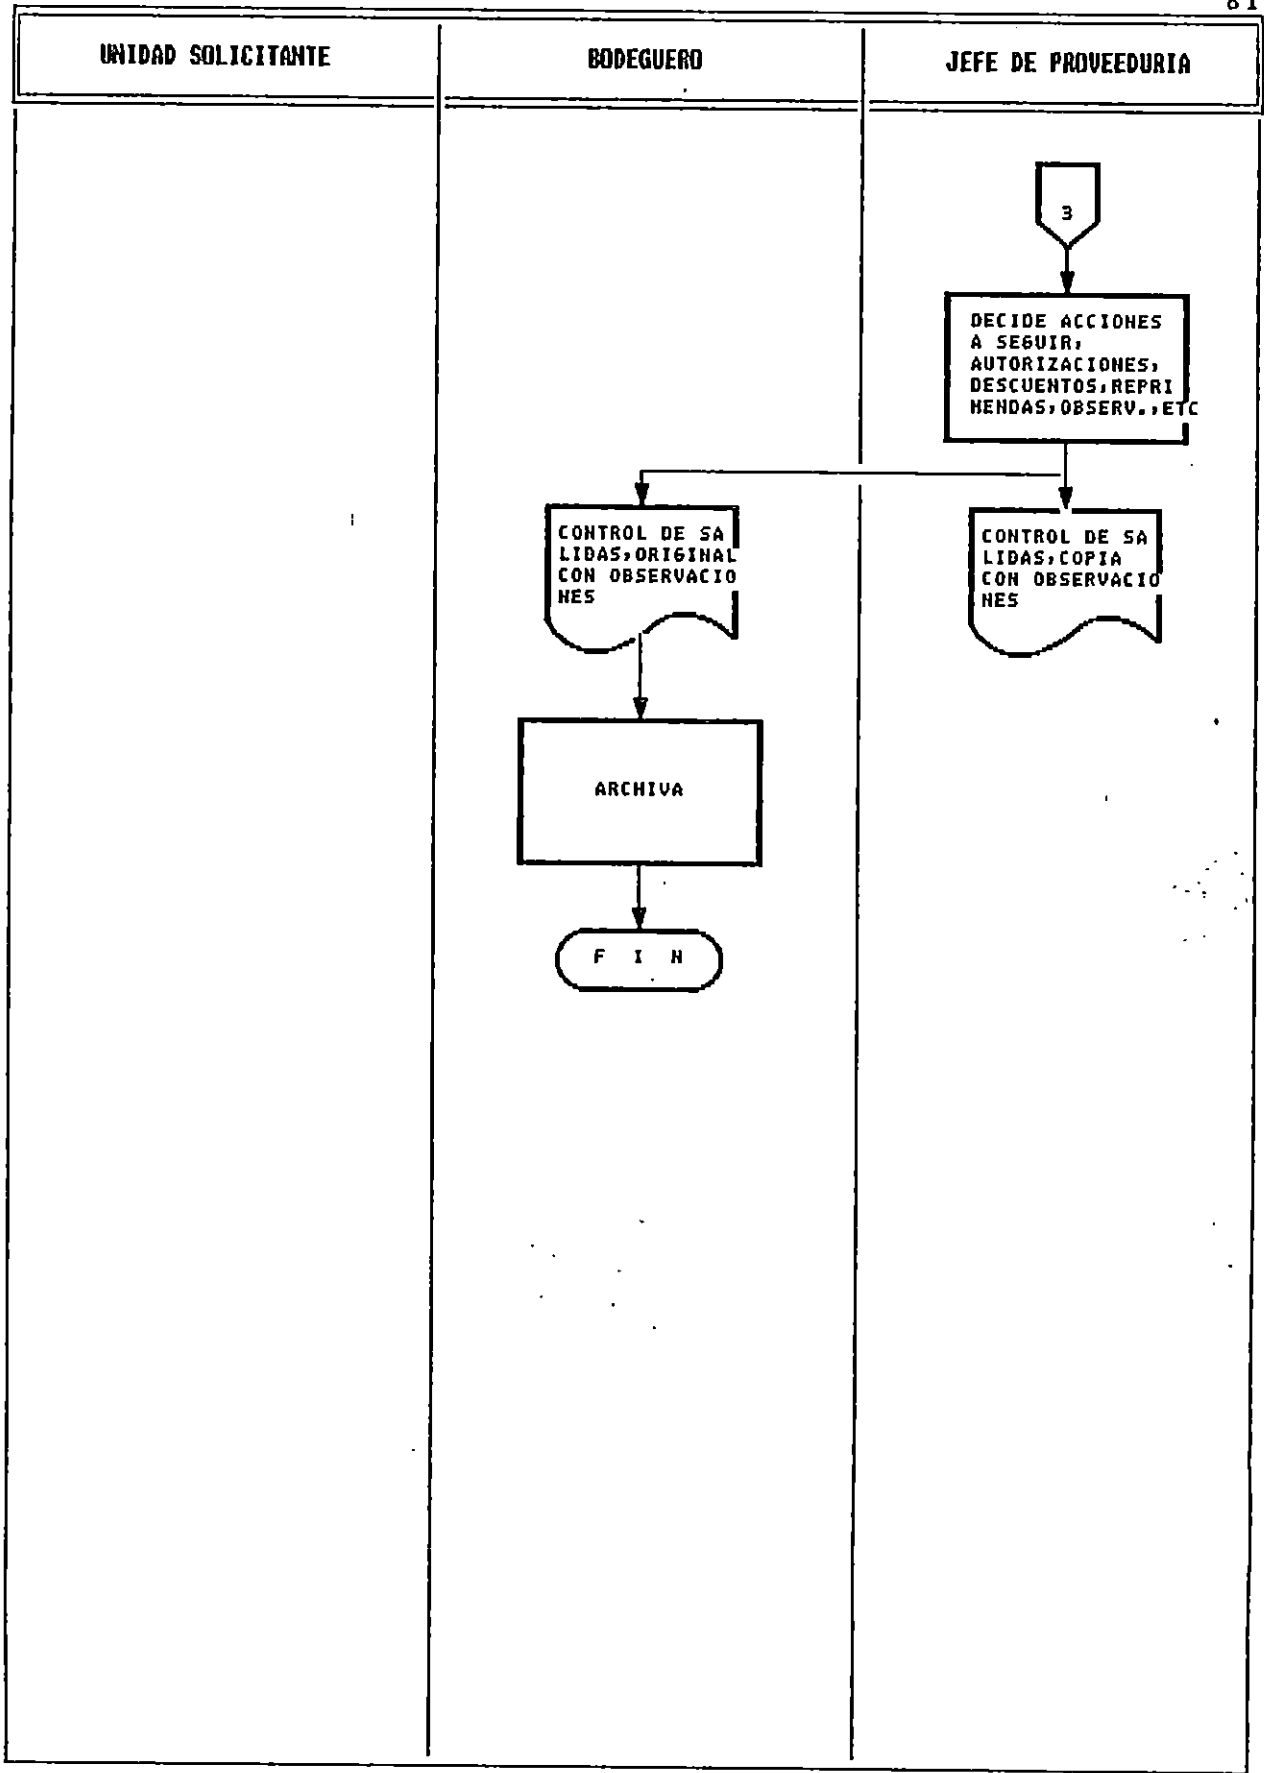 81
UNIDAD SOLICITANTE
BODEGUERO
JEFE DE PROVEEDURIA
3
DECIDE ACCIONES
A SEGUIR,
AUTORIZACIONES,
DESCUENTOS,REPRI
MENDAS,OBSERV.,ETC
CONTROL DE SA
LIDAS,ORIGINAL
CON OBSERVACIO
NES
CONTROL DE SA
LIDAS,COPIA
CON OBSERVACIO
NES
ARCHIVA
F I N